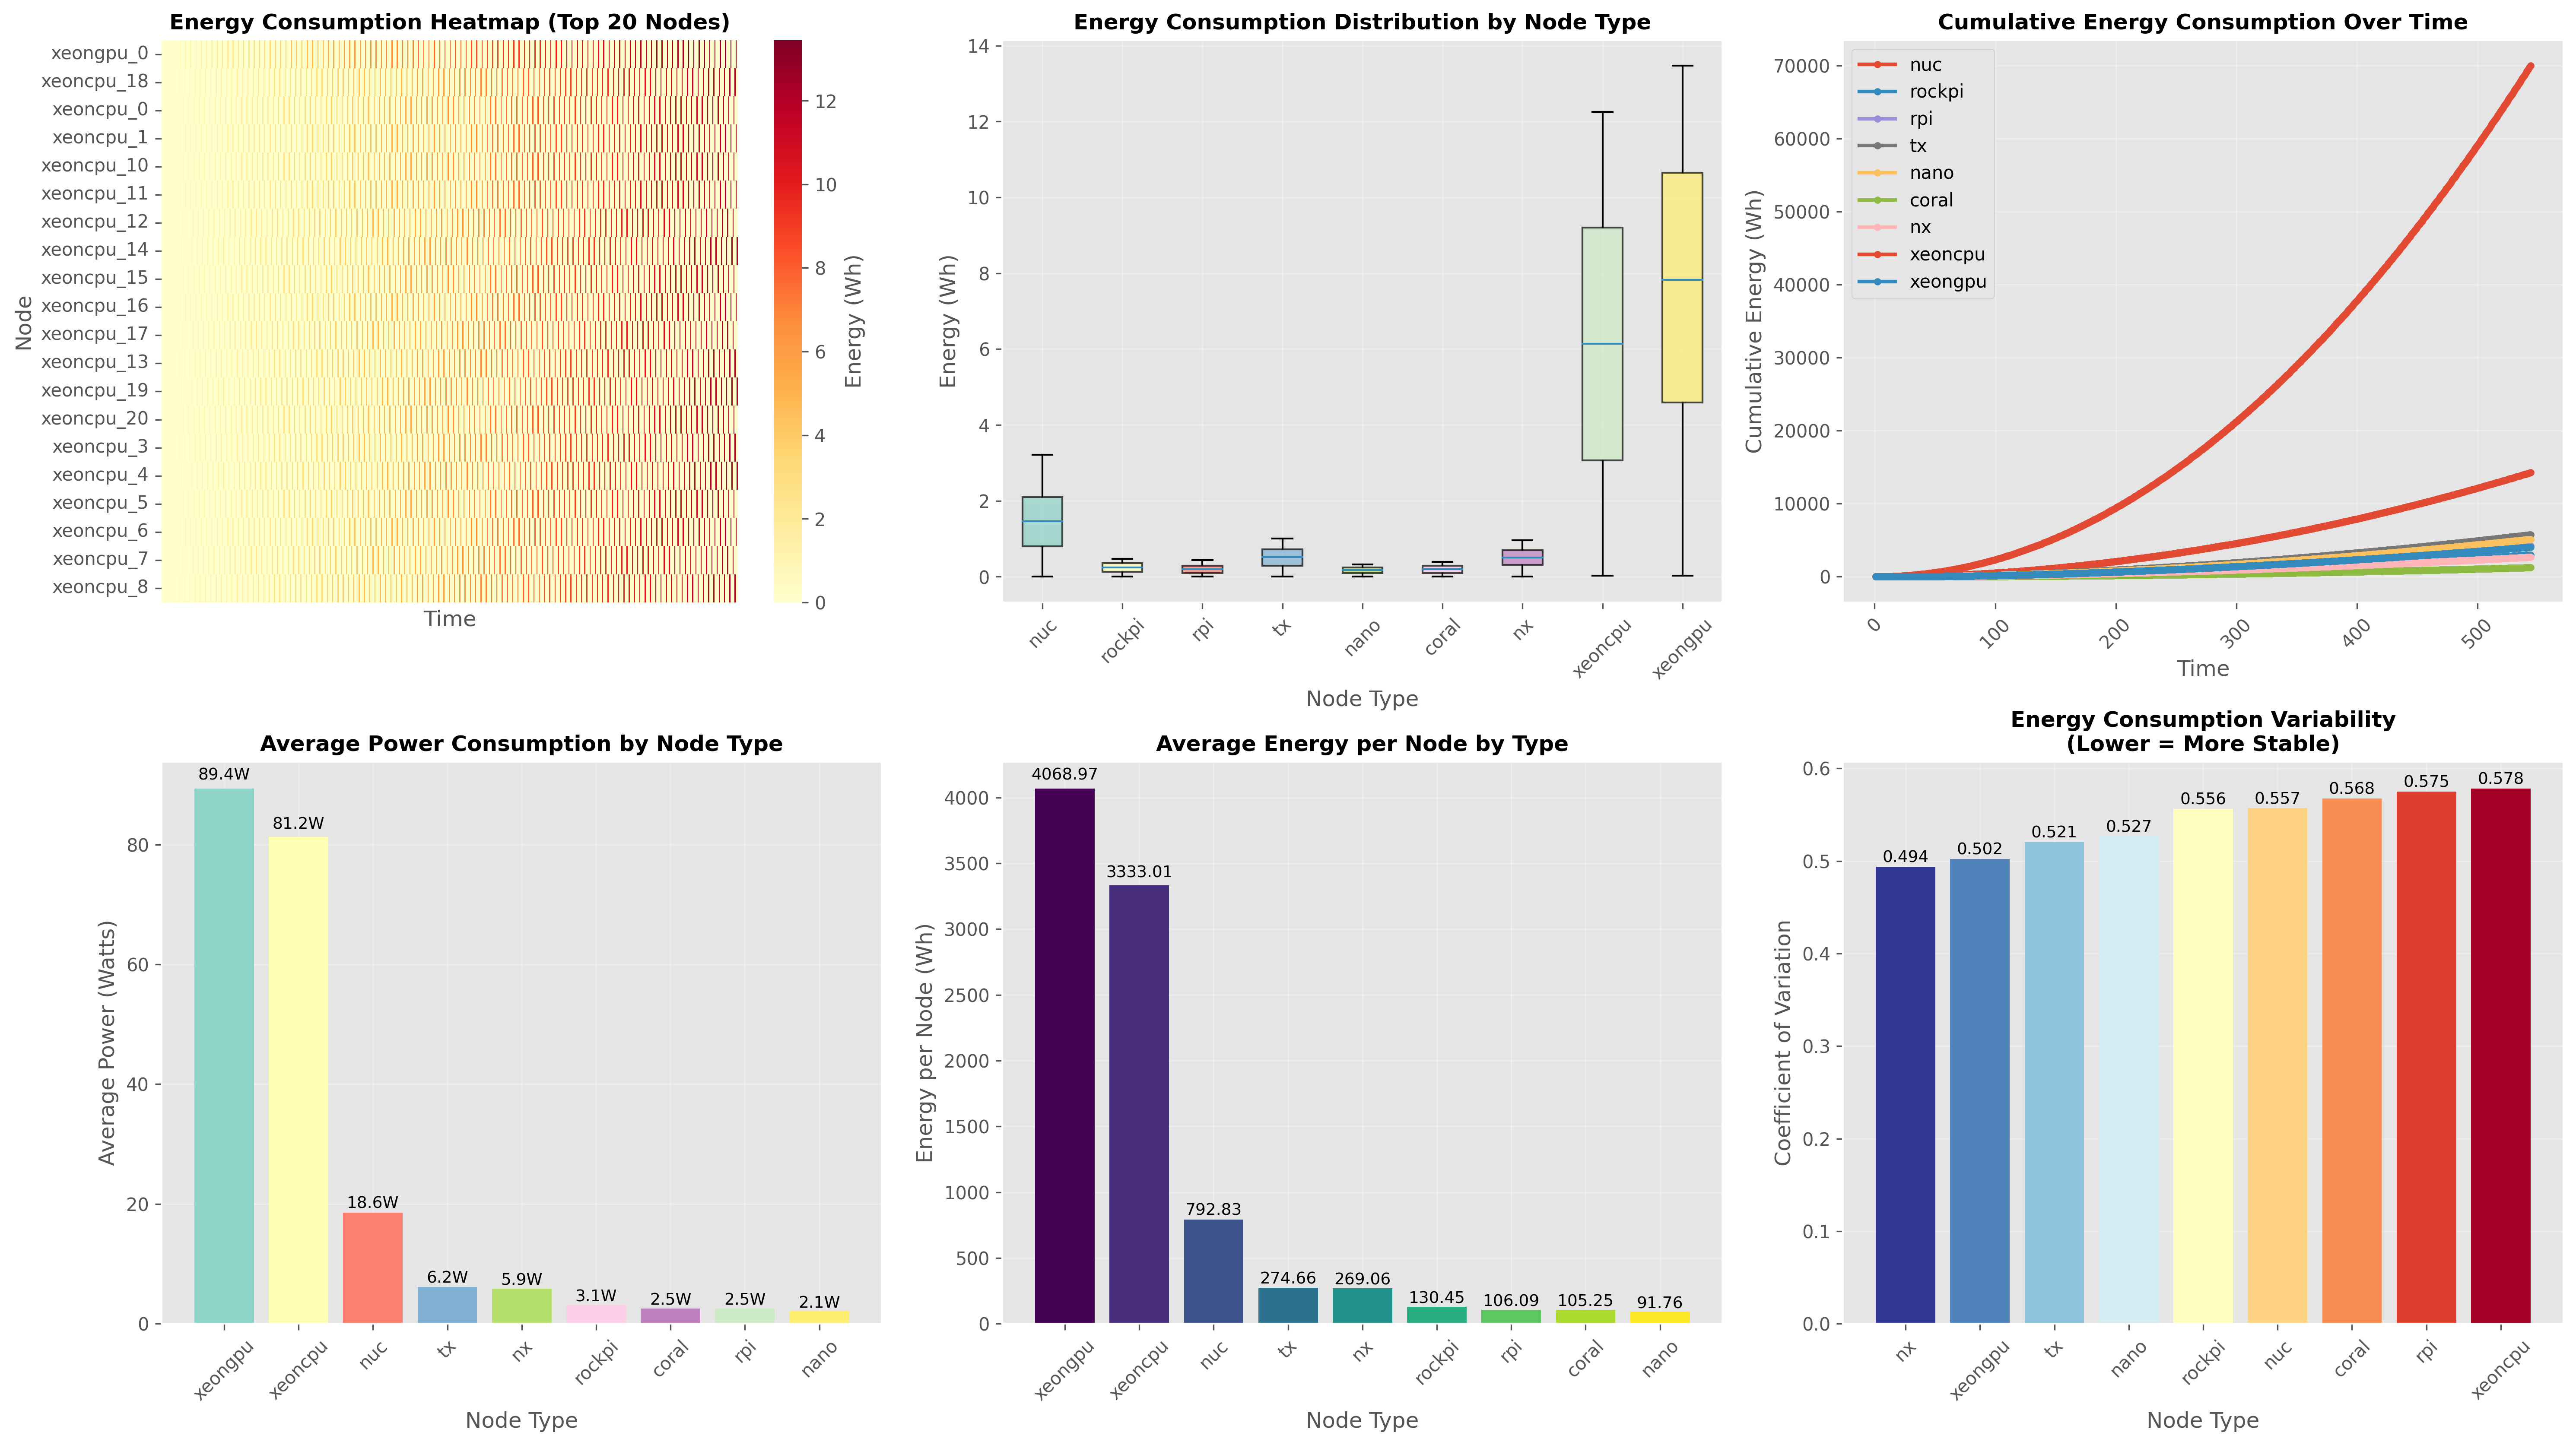 Energy Consumption Heatmap (Top 20 Nodes)
xeongpu_0
xeoncpu_18
xeoncpu_0
xeoncpu_1
xeoncpu_10
xeoncpu_11
xeoncpu_12
xeoncpu_14
xeoncpu_15
xeoncpu_16
xeoncpu_17
xeoncpu_13
xeoncpu_19
xeoncpu_20
xeoncpu_3
xeoncpu_4
xeoncpu_5
xeoncpu_6
xeoncpu_7
xeoncpu_8
Node
Time
12
10
8
6
4
2
0
Energy (Wh)
Energy Consumption Distribution by Node Type
14
12
10
8
6
4
2
0
Energy (Wh)
nuc
rockpi
rpi
tx
nano
coral
nx
xeoncpu
xeongpu
Node Type
Cumulative Energy Consumption Over Time
nuc
rockpi
rpi
tx
nano
coral
nx
xeoncpu
xeongpu
70000
60000
50000
40000
30000
20000
10000
0
Cumulative Energy (Wh)
0
100
200
300
400
500
Time
Average Power Consumption by Node Type
89.4W
81.2W
18.6W
6.2W
5.9W
3.1W
2.5W
2.5W
2.1W
80
60
40
20
0
Average Power (Watts)
xeongpu
xeoncpu
nuc
tx
nx
rockpi
coral
rpi
nano
Node Type
Average Energy per Node by Type
4068.97
3333.01
792.83
274.66
269.06
130.45
106.09
105.25
91.76
4000
3500
3000
2500
2000
1500
1000
500
0
Energy per Node (Wh)
xeongpu
xeoncpu
nuc
tx
nx
rockpi
rpi
coral
nano
Node Type
Energy Consumption Variability
(Lower = More Stable)
0.494
0.502
0.521
0.527
0.556
0.557
0.568
0.575
0.578
0.6
0.5
0.4
0.3
0.2
0.1
0.0
Coefficient of Variation
nx
xeongpu
tx
nano
rockpi
nuc
coral
rpi
xeoncpu
Node Type